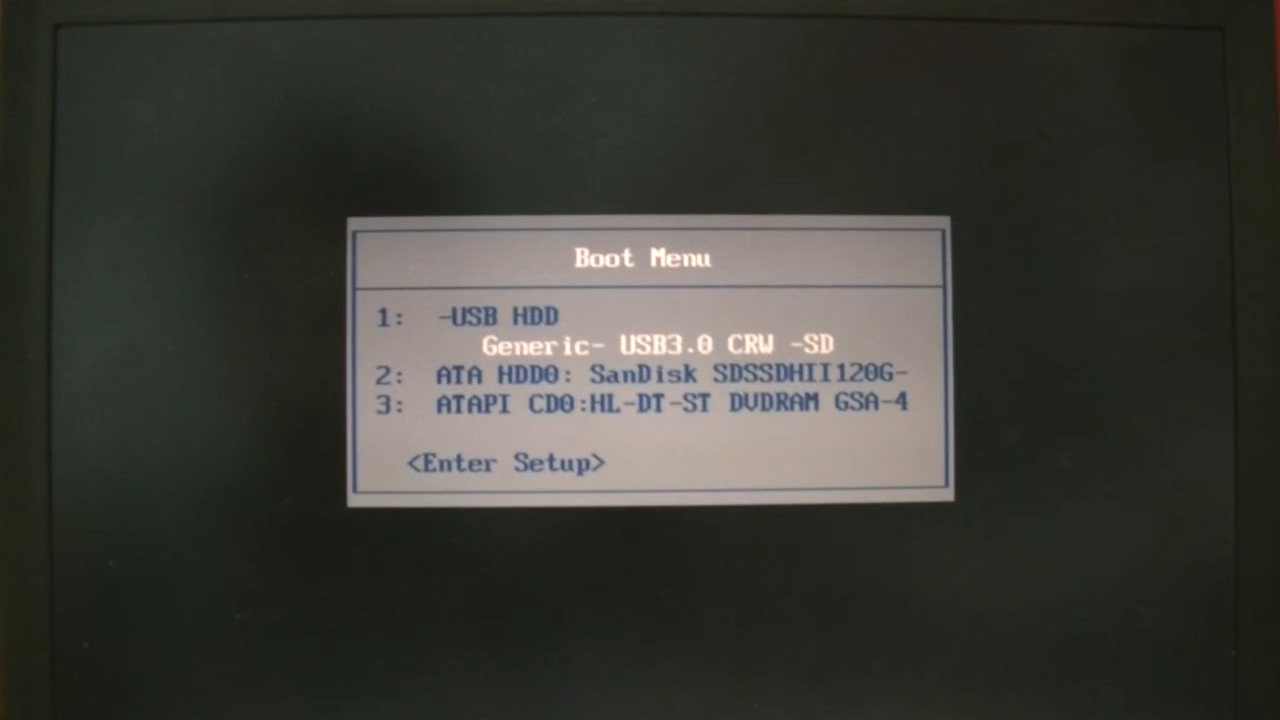 Boot Menu
1: -USB HDD
Generic- USB3.0 CRW -SD
2: ATA HDD0: SanDisk SDSSDHII120G-
3: ATAPI CD0:HL-DT-ST DVDRAM GSA-4
<Enter Setup>